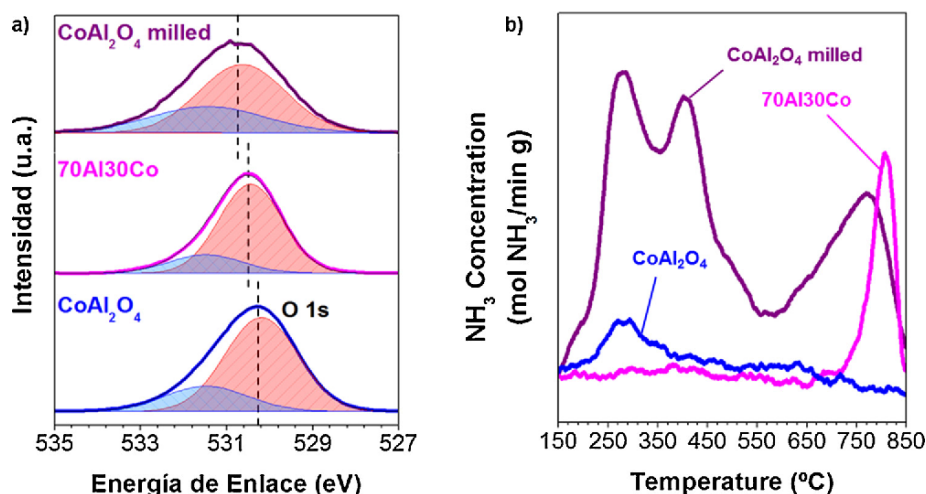 a)
CoAl₂O₄ milled
70Al30Co
CoAl₂O₄
O 1s
Intensidad (u.a.)
535 533 531 529 527
Energía de Enlace (eV)
b)
CoAl₂O₄ milled
70Al30Co
CoAl₂O₄
NH₃ Concentration
(mol NH₃/min g)
150 250 350 450 550 650 750 850
Temperature (ºC)